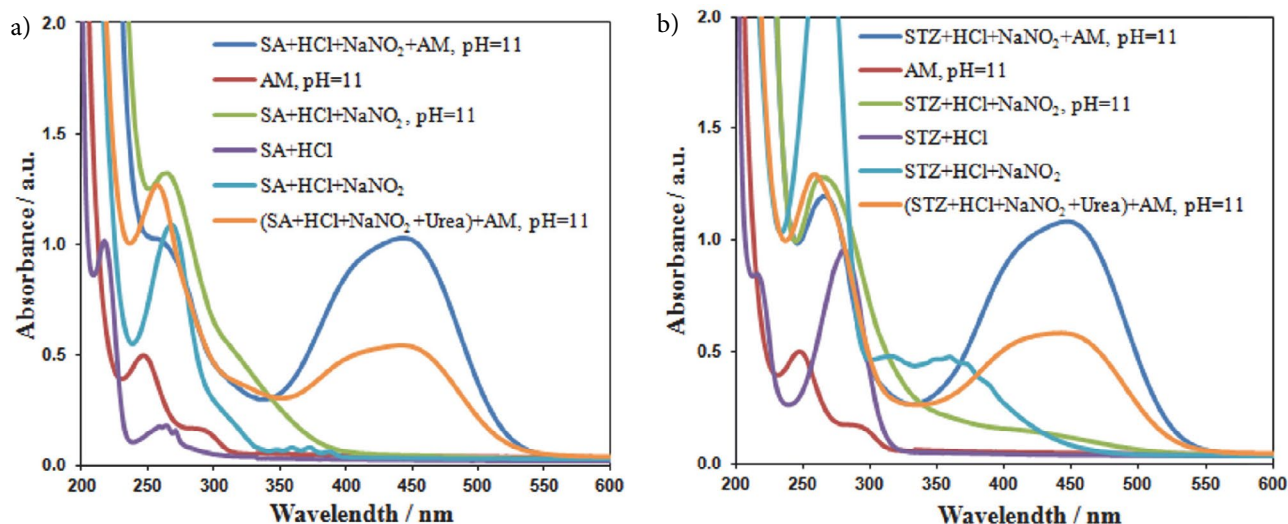 a)
2.0
1.5
1.0
0.5
0.0
Absorbance / a.u.
SA+HCl+NaNO₂+AM, pH=11
AM, pH=11
SA+HCl+NaNO₂, pH=11
SA+HCl
SA+HCl+NaNO₂
(SA+HCl+NaNO₂+Urea)+AM, pH=11
200 250 300 350 400 450 500 550 600
Wavelendth / nm
b)
2.0
1.5
1.0
0.5
0.0
Absorbance / a.u.
STZ+HCl+NaNO₂+AM, pH=11
AM, pH=11
STZ+HCl+NaNO₂, pH=11
STZ+HCl
STZ+HCl+NaNO₂
(STZ+HCl+NaNO₂+Urea)+AM, pH=11
200 250 300 350 400 450 500 550 600
Wavelendth / nm